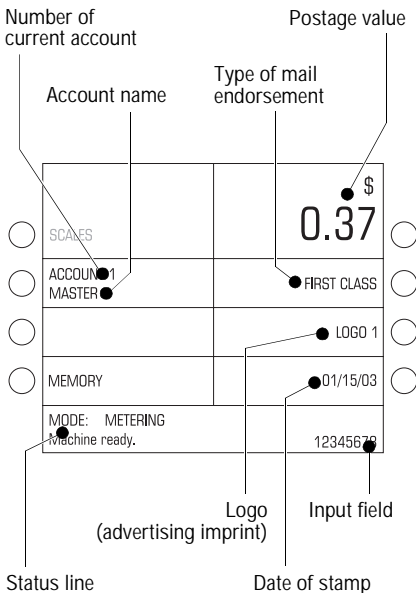 Number of
current account
Postage value
Account name
Type of mail
endorsement
$
0.37
SCALES
ACCOUNT 1
MASTER
FIRST CLASS
LOGO 1
MEMORY
01/15/03
MODE: METERING
Machine ready.
12345678
Logo
(advertising imprint)
Input field
Status line
Date of stamp